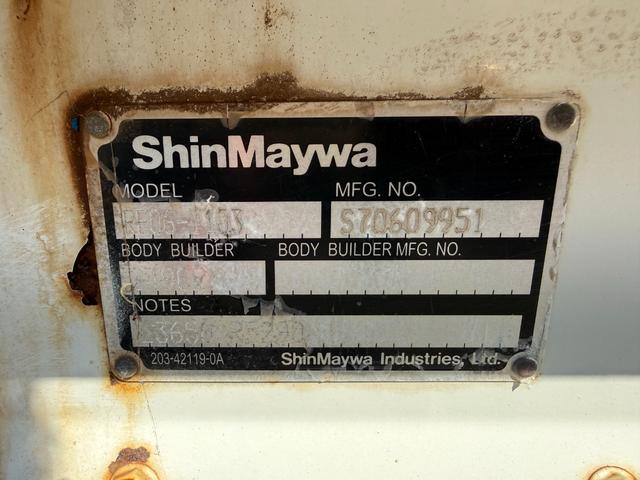 ShinMaywa
MODEL MFG. NO.
S70609951
BODY BUILDER BODY BUILDER MFG. NO.
NOTES
203-42119-0A ShinMaywa Industries, Ltd.